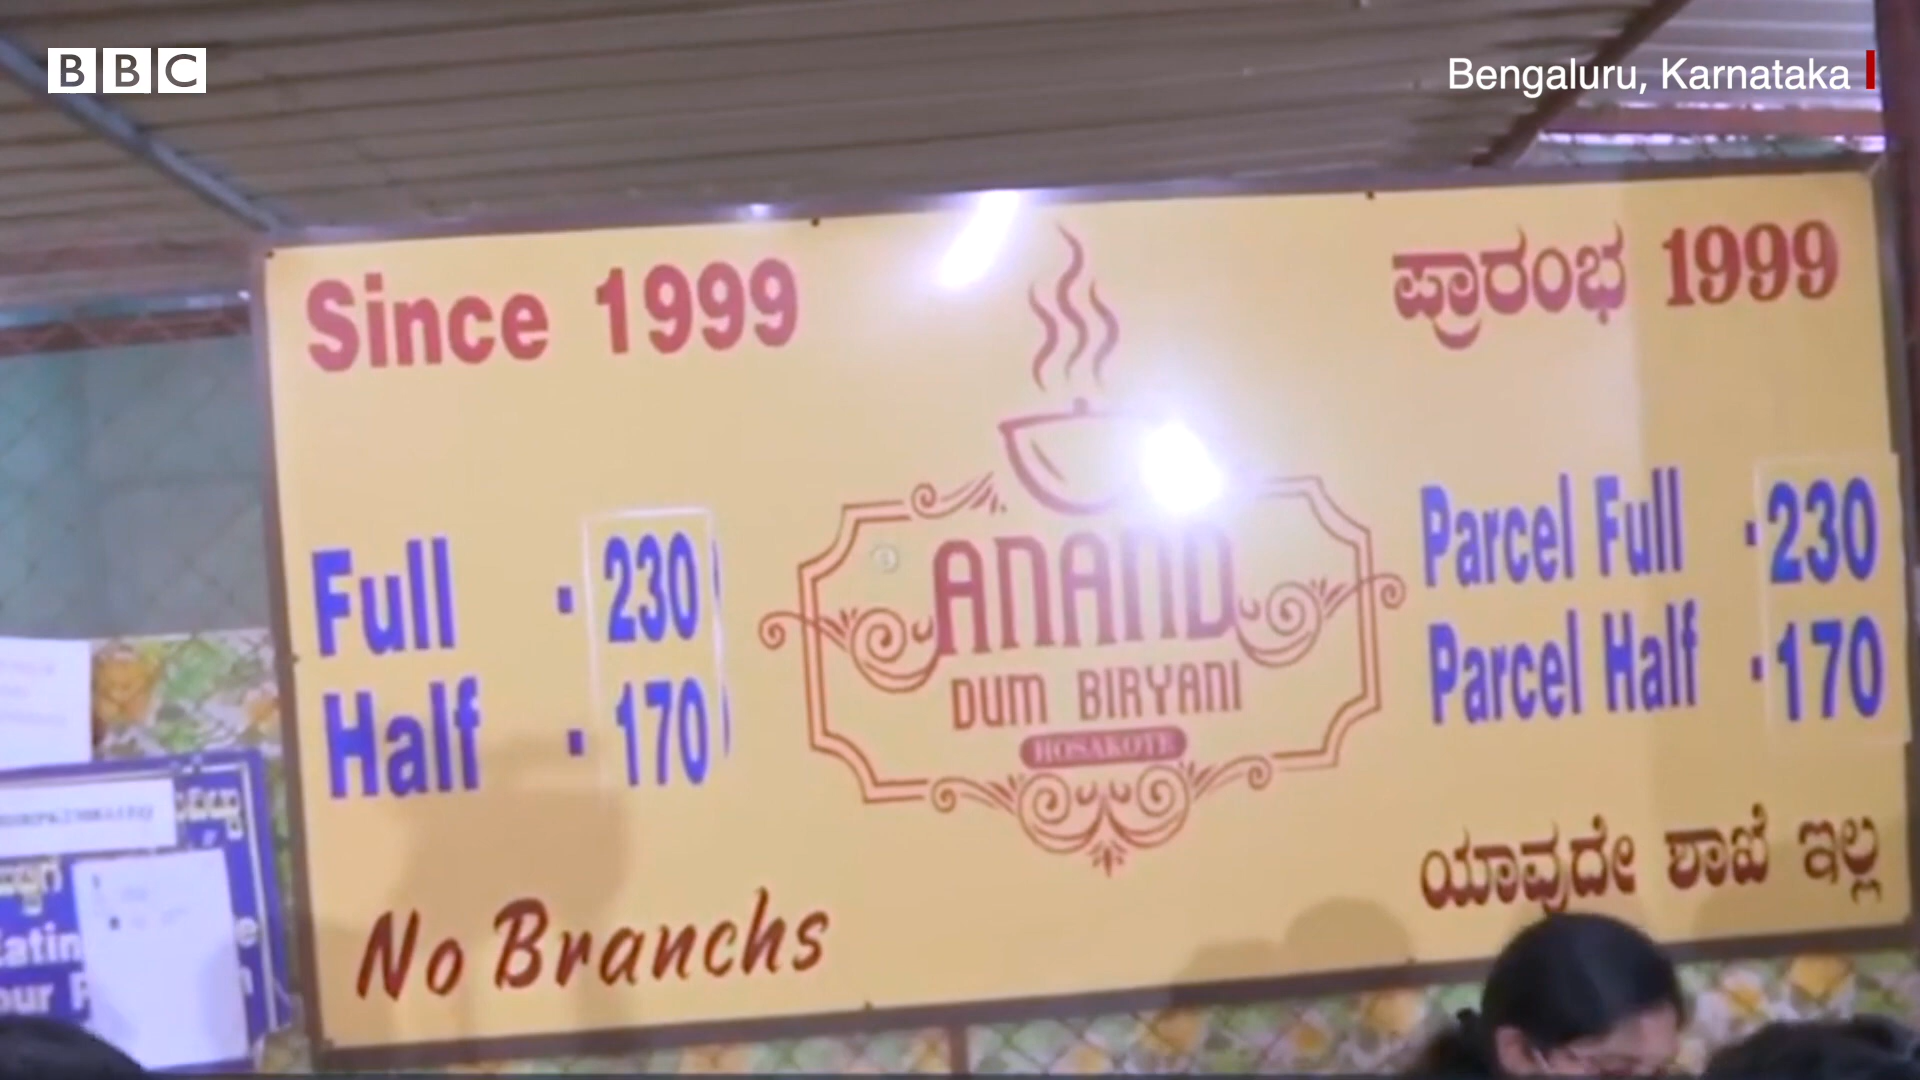 BBC
Bengaluru, Karnataka
Since 1999
ಪ್ರಾರಂಭ 1999
Full - 230
Half - 170
ANAND
DUM BIRYANI
HOSAKOTE
Parcel Full - 230
Parcel Half - 170
No Branchs
ಯಾವುದೇ ಶಾಖೆ ಇಲ್ಲ